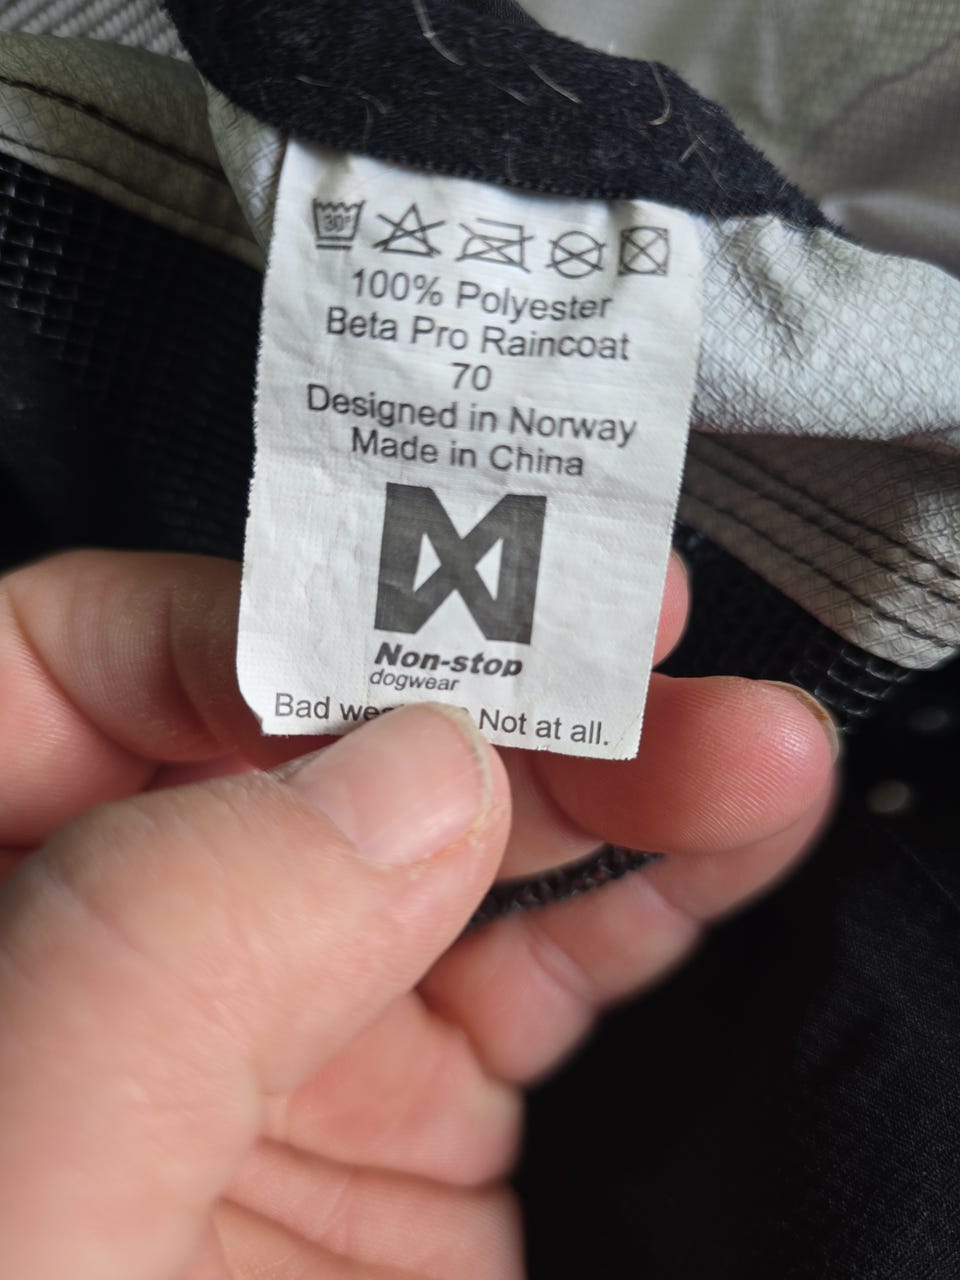 30°
100% Polyester
Beta Pro Raincoat
70
Designed in Norway
Made in China
Non-stop
dogwear
Bad Not at all.